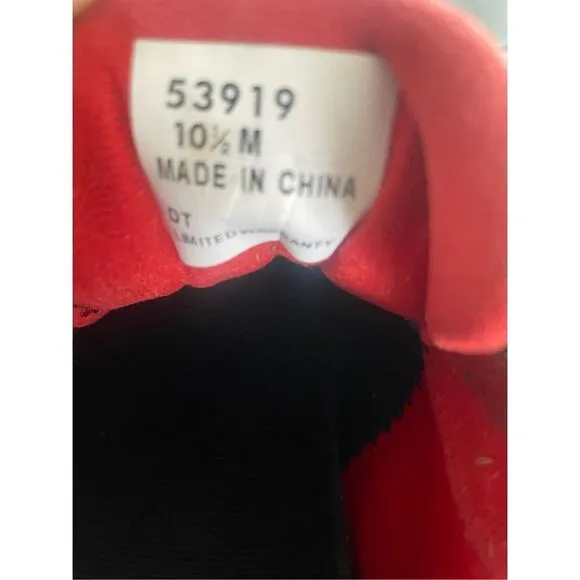 53919
10½ M
MADE IN CHINA
DT
LIMITED WARRANTY